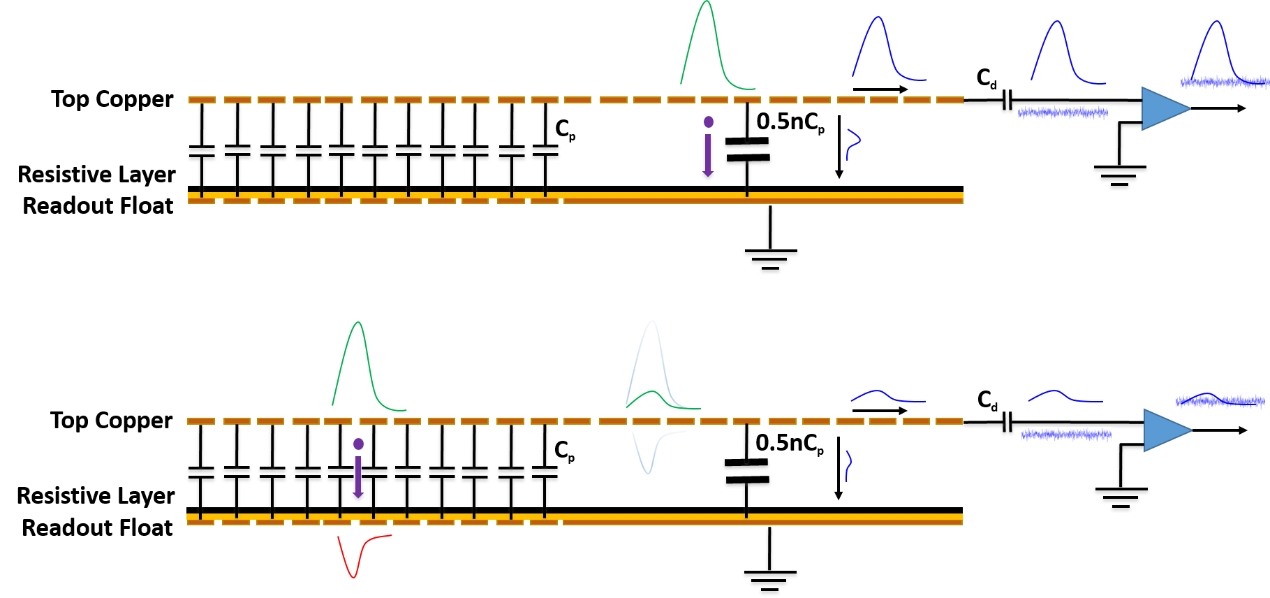 Top Copper
Cp
0.5nCp
Cd
Resistive Layer
Readout Float
Top Copper
Cp
0.5nCp
Cd
Resistive Layer
Readout Float